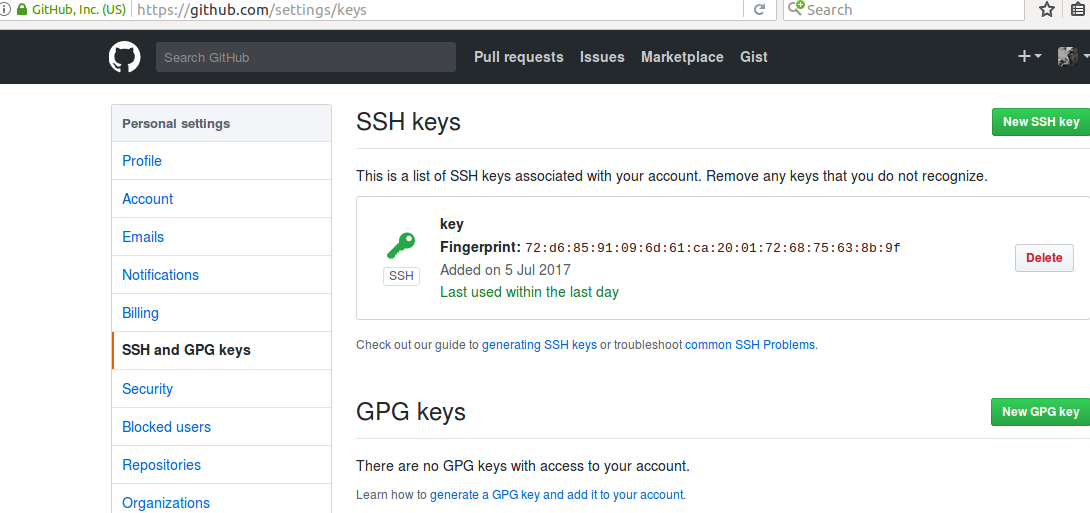 GitHub, Inc. (US) https://github.com/settings/keys Search
Search GitHub Pull requests Issues Marketplace Gist
Personal settings
Profile
Account
Emails
Notifications
Billing
SSH and GPG keys
Security
Blocked users
Repositories
Organizations
SSH keys
New SSH key
This is a list of SSH keys associated with your account. Remove any keys that you do not recognize.
key
Fingerprint: 72:d6:85:91:09:6d:61:ca:20:01:72:68:75:63:8b:9f
SSH
Added on 5 Jul 2017
Last used within the last day
Delete
Check out our guide to generating SSH keys or troubleshoot common SSH Problems.
GPG keys
New GPG key
There are no GPG keys with access to your account.
Learn how to generate a GPG key and add it to your account.